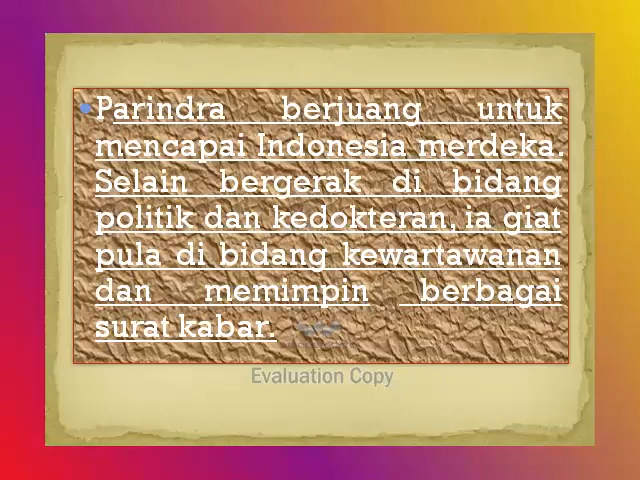 • Parindra berjuang untuk
mencapai Indonesia merdeka.
Selain bergerak di bidang
politik dan kedokteran, ia giat
pula di bidang kewartawanan
dan memimpin berbagai
surat kabar.
Evaluation Copy